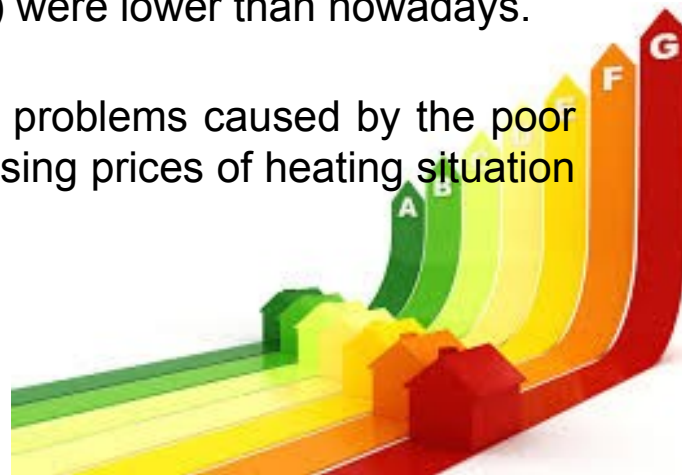 ) were lower than nowadays.
problems caused by the poor
sing prices of heating situation
A B F G